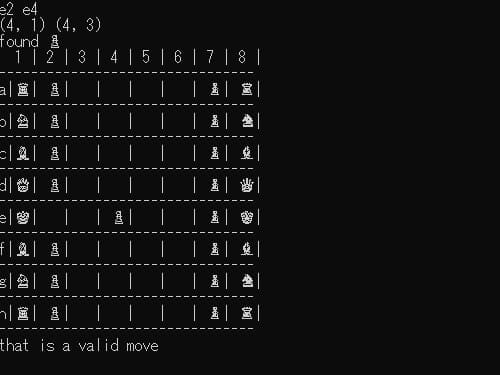 e2 e4
(4, 1) (4, 3)
found ♙
1 | 2 | 3 | 4 | 5 | 6 | 7 | 8 |
--------------------------------
a|♖| ♙ | | | | | ♟ | ♜ |
--------------------------------
b|♘| ♙ | | | | | ♟ | ♞ |
--------------------------------
c|♗| ♙ | | | | | ♟ | ♝ |
--------------------------------
d|♕| ♙ | | | | | ♟ | ♛ |
--------------------------------
e|♔| | | ♙ | | | ♟ | ♚ |
--------------------------------
f|♗| ♙ | | | | | ♟ | ♝ |
--------------------------------
g|♘| ♙ | | | | | ♟ | ♞ |
--------------------------------
h|♖| ♙ | | | | | ♟ | ♜ |
--------------------------------
that is a valid move